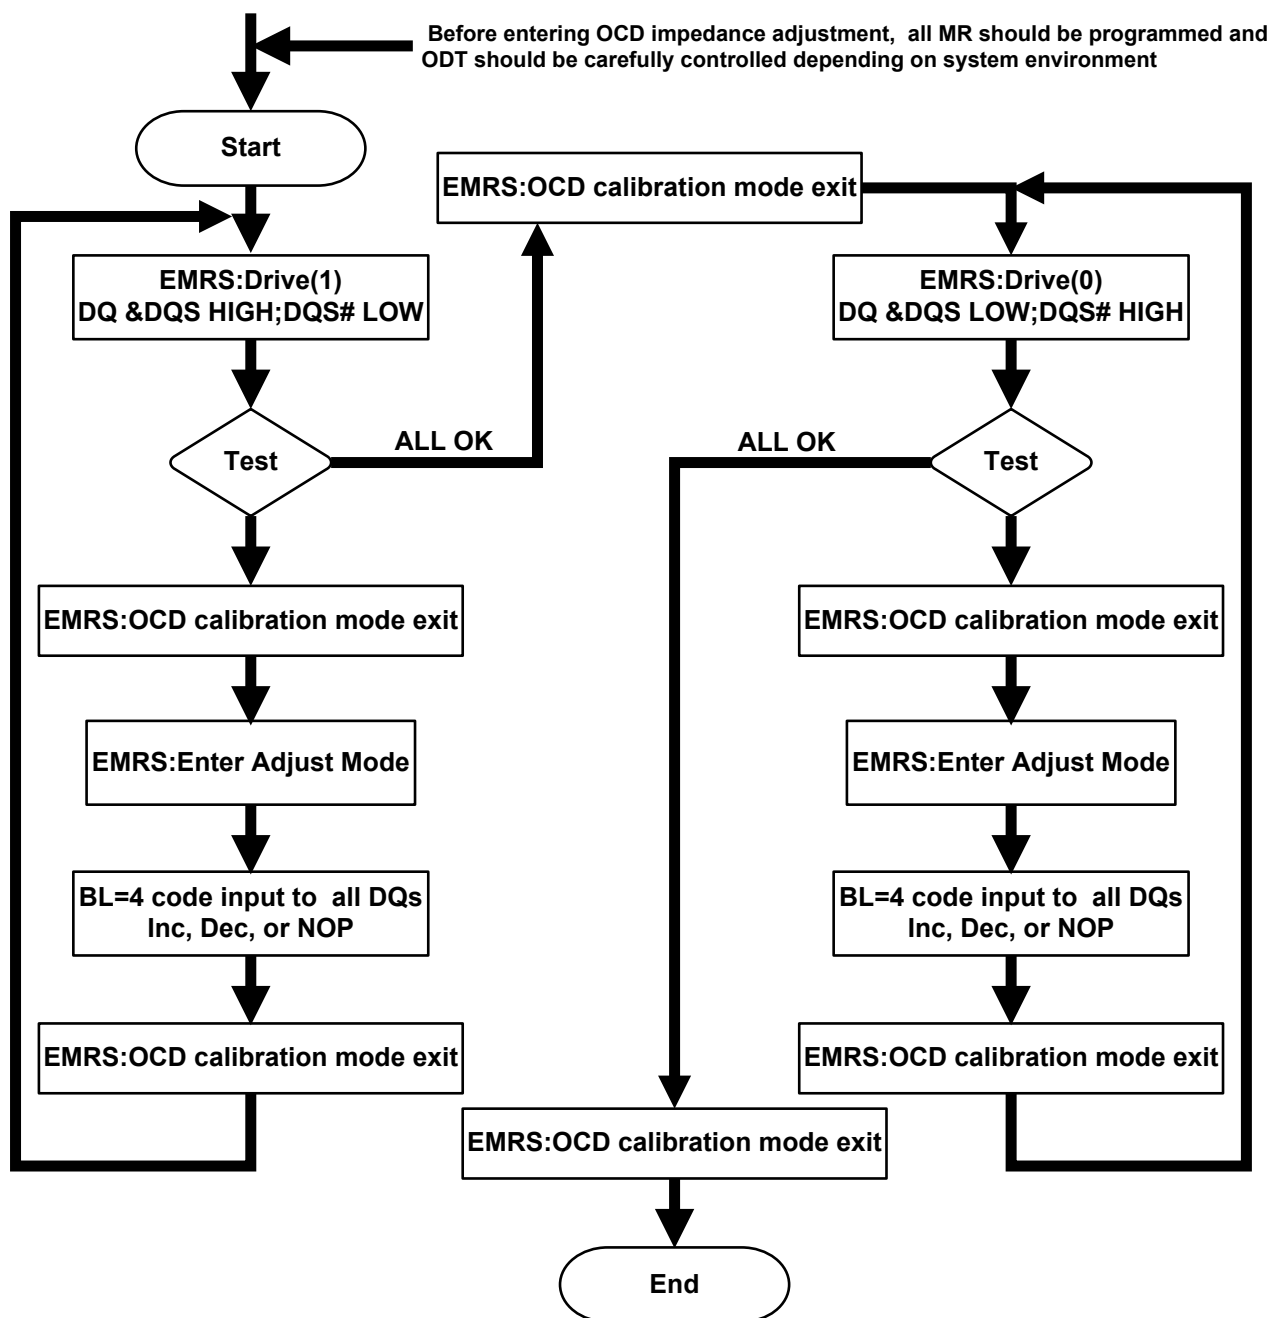 Before entering OCD impedance adjustment, all MR should be programmed and
ODT should be carefully controlled depending on system environment
Start
EMRS:OCD calibration mode exit
EMRS:Drive(1)
DQ &DQS HIGH;DQS# LOW
EMRS:Drive(0)
DQ &DQS LOW;DQS# HIGH
ALL OK
ALL OK
Test
Test
EMRS:OCD calibration mode exit
EMRS:OCD calibration mode exit
EMRS:Enter Adjust Mode
EMRS:Enter Adjust Mode
BL=4 code input to all DQs
Inc, Dec, or NOP
BL=4 code input to all DQs
Inc, Dec, or NOP
EMRS:OCD calibration mode exit
EMRS:OCD calibration mode exit
EMRS:OCD calibration mode exit
End